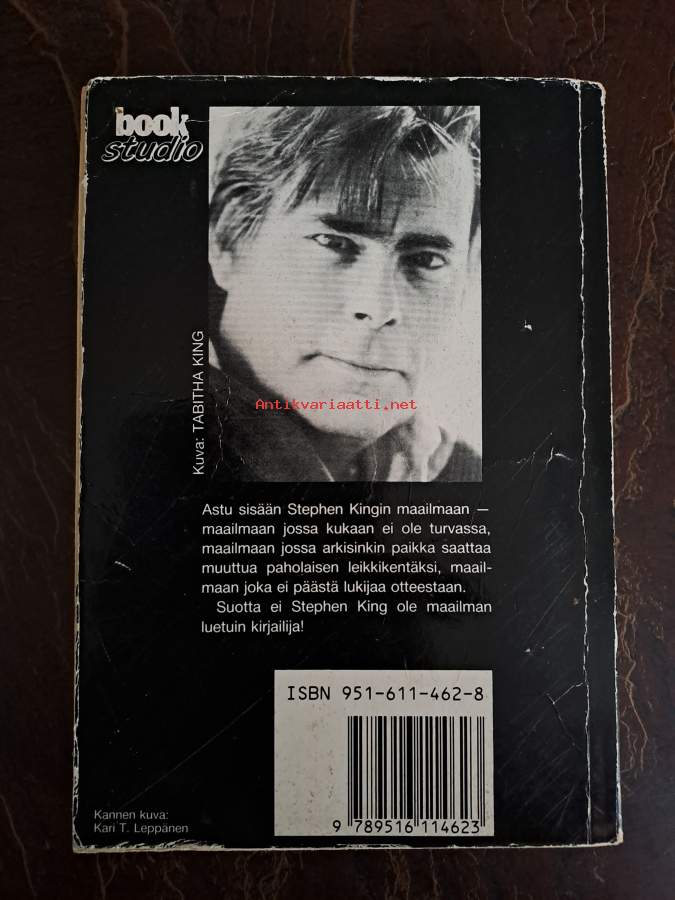 book
studio
Kuva: TABITHA KING
Antikvariaatti.net
Astu sisään Stephen Kingin maailmaan —
maailmaan jossa kukaan ei ole turvassa,
maailmaan jossa arkisinkin paikka saattaa
muuttua paholaisen leikkikentäksi, maail-
maan joka ei päästä lukijaa otteestaan.
Suotta ei Stephen King ole maailman
luetuin kirjailija!
ISBN 951-611-462-8
9 789516 114623
Kannen kuva:
Kari T. Leppänen